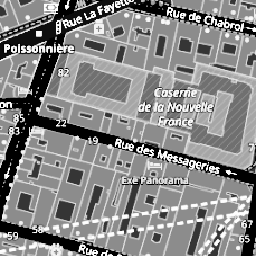 Rue La Fayette
Rue de Chabrol
Poissonnière
82
Caserne
de la Nouvelle
France
85
83
22
19
Rue des Messageries
Exe Panorama
67
65
58
59